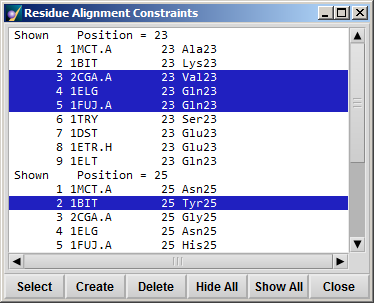 Residue Alignment Constraints
Shown Position = 23
1 1MCT.A 23 Ala23
2 1BIT 23 Lys23
3 2CGA.A 23 Val23
4 1ELG 23 Gln23
5 1FUJ.A 23 Gln23
6 1TRY 23 Ser23
7 1DST 23 Glu23
8 1ETR.H 23 Glu23
9 1ELT 23 Gln23
Shown Position = 25
1 1MCT.A 25 Asn25
2 1BIT 25 Tyr25
3 2CGA.A 25 Gly25
4 1ELG 25 Asn25
5 1FUJ.A 25 His25
Select Create Delete Hide All Show All Close